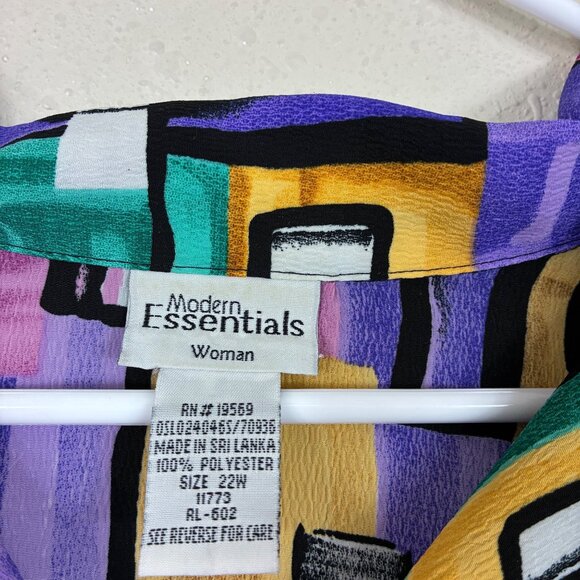 Modern
Essentials
Woman
RN# 19569
OSL024046S/70936
MADE IN SRI LANKA
100% POLYESTER
SIZE 22W
11773
RL-602
SEE REVERSE FOR CARE